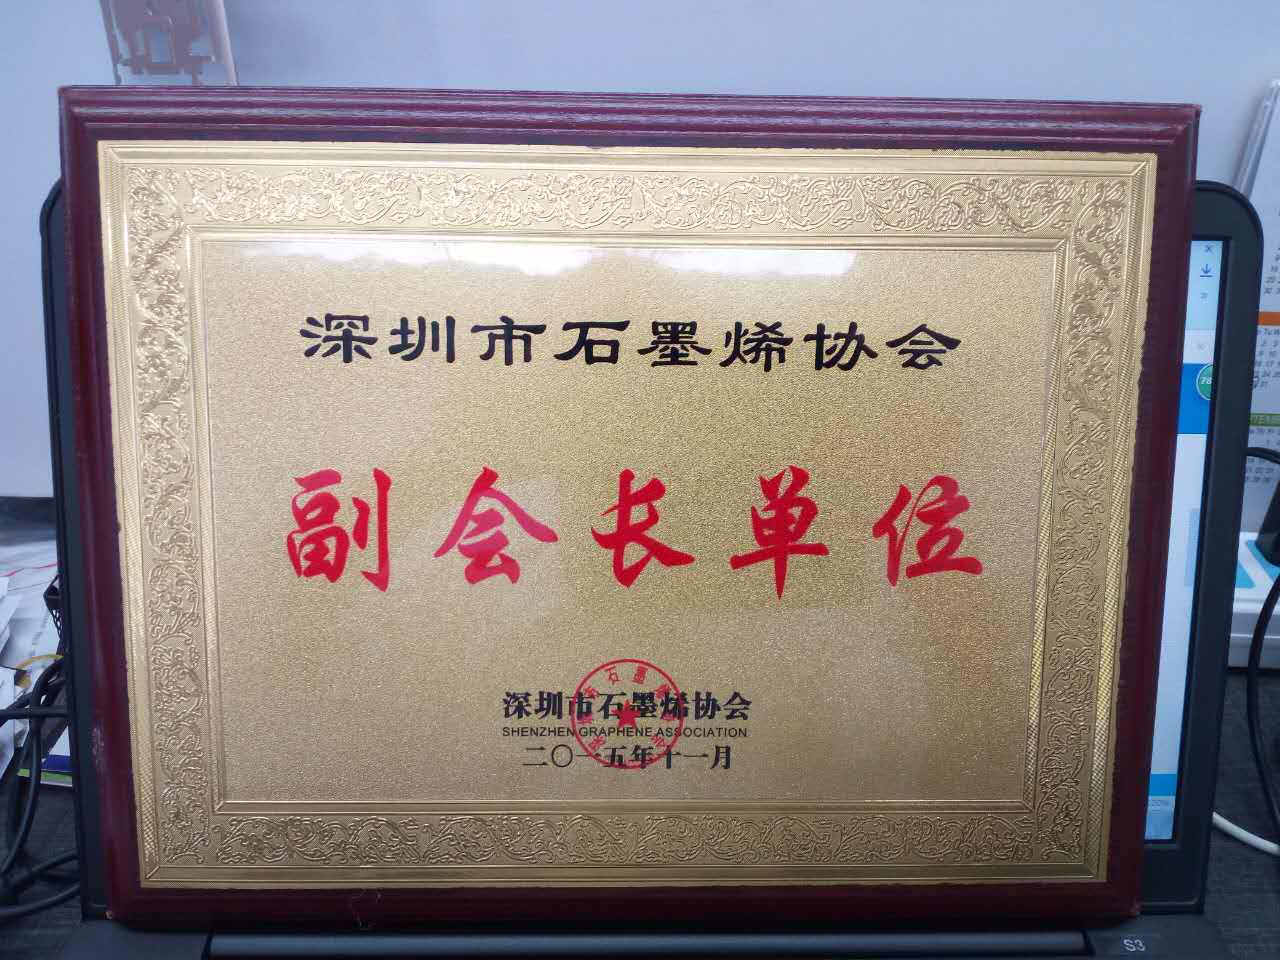 深圳市石墨烯协会
副会长单位
深圳市石墨烯协会
SHENZHEN GRAPHENE ASSOCIATION
二〇一五年十一月
S3